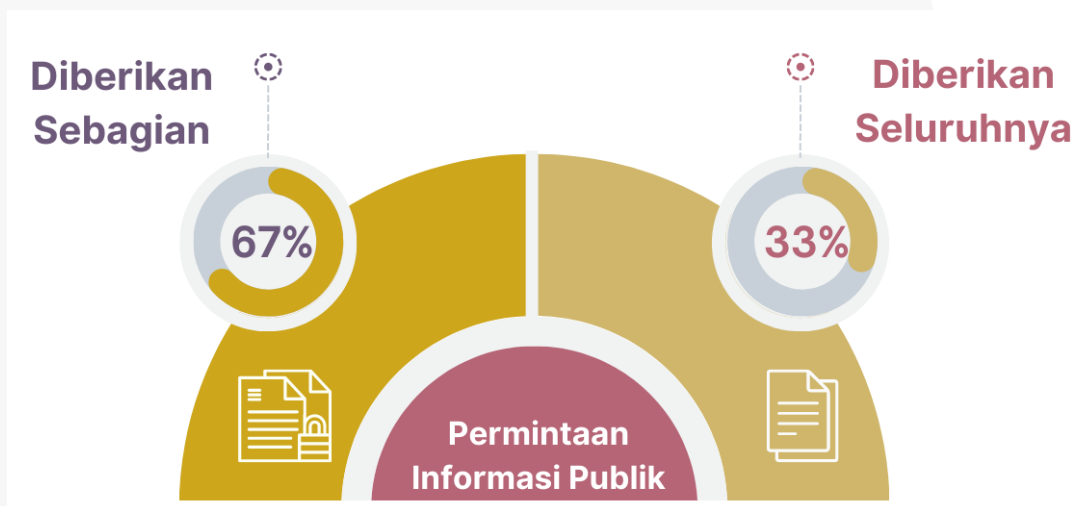 Diberikan
Sebagian
Diberikan
Seluruhnya
67%
33%
Permintaan
Informasi Publik